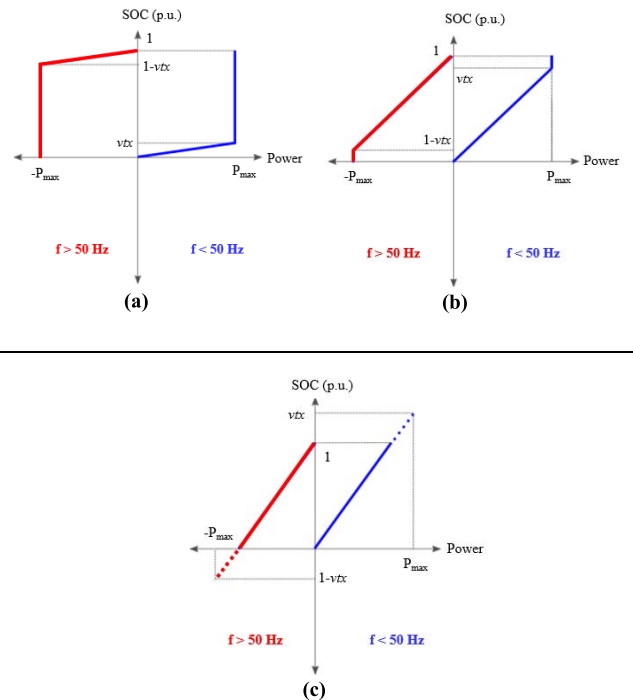 SOC (p.u.)
1
1-vtx
vtx
-Pmax
Pmax
Power
f > 50 Hz
f < 50 Hz
(a)
SOC (p.u.)
1
vtx
1-vtx
-Pmax
Pmax
Power
f > 50 Hz
f < 50 Hz
(b)
SOC (p.u.)
vtx
1
-Pmax
Power
Pmax
1-vtx
f > 50 Hz
f < 50 Hz
(c)